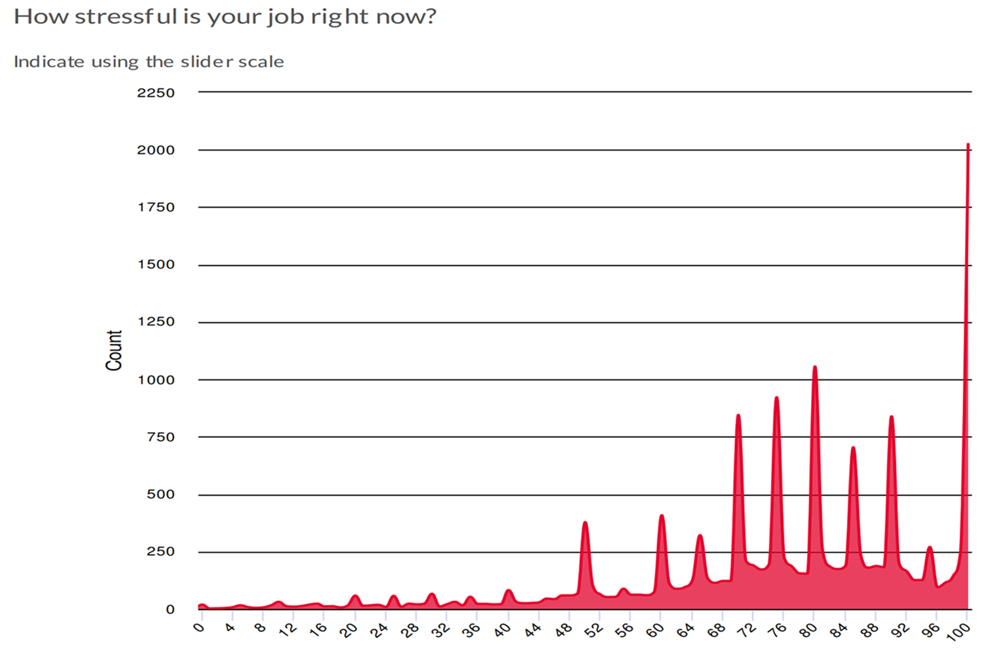 How stressful is your job right now?
Indicate using the slider scale
2250
2000
1750
1500
1250
1000
750
500
250
0
Count
0 4 8 12 16 20 24 28 32 36 40 44 48 52 56 60 64 68 72 76 80 84 88 92 96 100